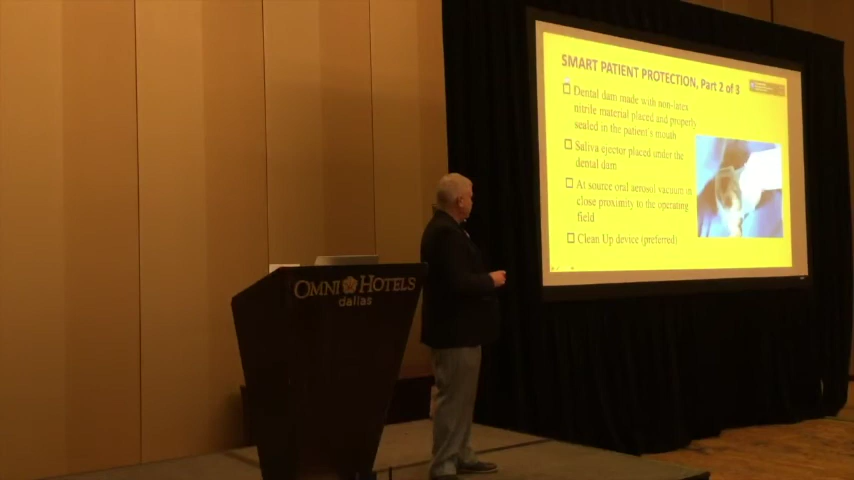 SMART PATIENT PROTECTION, Part 2 of 3
Dental dam made with non-latex
nitrile material placed and properly
sealed in the patient's mouth
Saliva ejector placed under the
dental dam
At source oral aerosol vacuum in
close proximity to the operating
field
Clean Up device (preferred)
OMNI HOTELS
dallas